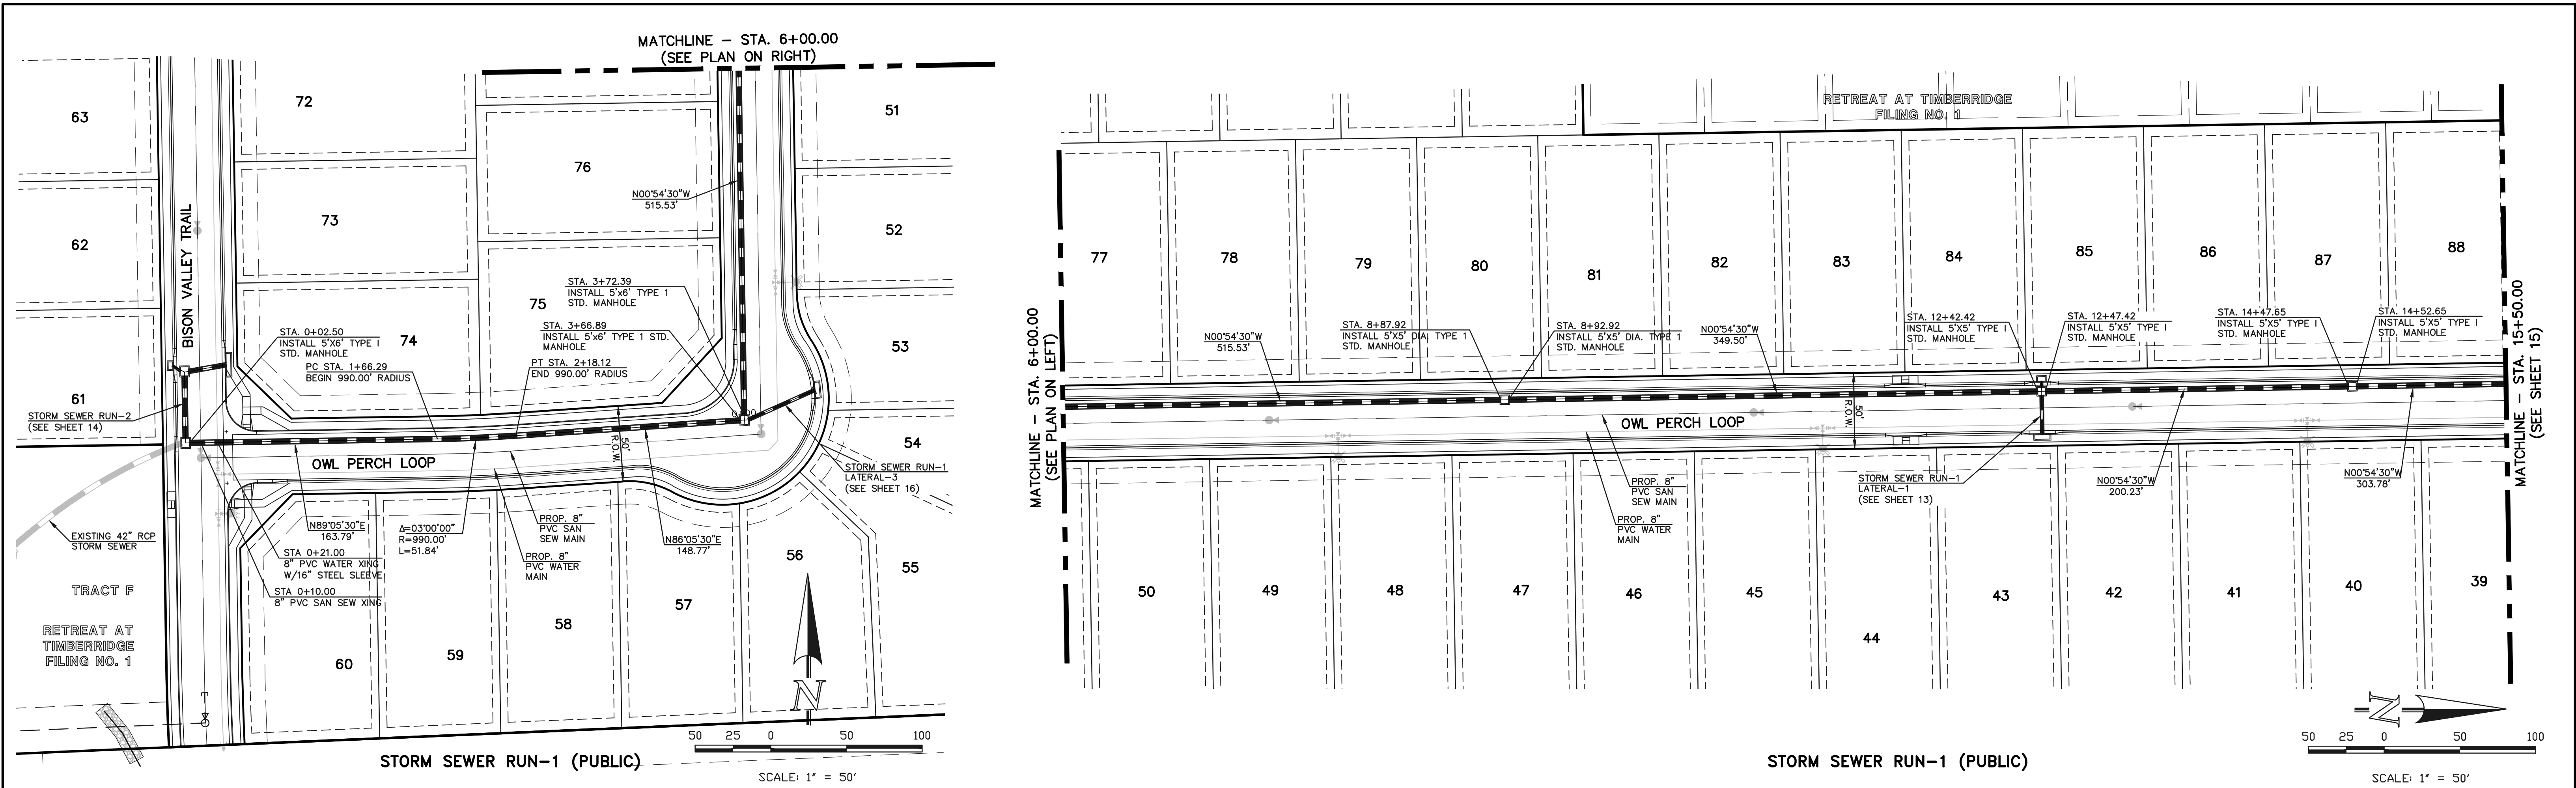 MATCHLINE – STA. 6+00.00
(SEE PLAN ON RIGHT)
63
72
51
76
N00°54'30"W
515.53'
62
BISON VALLEY TRAIL
73
52
STA. 3+72.39
INSTALL 5'x6' TYPE 1
STD. MANHOLE
75
STA. 3+66.89
INSTALL 5'x6' TYPE 1 STD.
MANHOLE
STA. 0+02.50
INSTALL 5'X6' TYPE I
STD. MANHOLE
74
53
PC STA. 1+66.29
BEGIN 990.00' RADIUS
PT STA. 2+18.12
END 990.00' RADIUS
61
STORM SEWER RUN-2
(SEE SHEET 14)
50'
R.O.W.
54
OWL PERCH LOOP
STORM SEWER RUN-1
LATERAL-3
(SEE SHEET 16)
EXISTING 42" RCP
STORM SEWER
N89°05'30"E
163.79'
Δ=03°00'00"
R=990.00'
L=51.84'
PROP. 8"
PVC SAN
SEW MAIN
N86°05'30"E
148.77'
STA 0+21.00
8" PVC WATER XING
W/16" STEEL SLEEVE
PROP. 8"
PVC WATER
MAIN
56
55
TRACT F
STA 0+10.00
8" PVC SAN SEW XING
57
58
59
60
RETREAT AT
TIMBERRIDGE
FILING NO. 1
N
50 25 0 50 100
STORM SEWER RUN-1 (PUBLIC)
SCALE: 1" = 50'
RETREAT AT TIMBERRIDGE
FILING NO. 1
MATCHLINE – STA. 6+00.00
(SEE PLAN ON LEFT)
77
78
79
80
81
82
83
84
85
86
87
88
N00°54'30"W
515.53'
STA. 8+87.92
INSTALL 5'X5' DIA. TYPE 1
STD. MANHOLE
STA. 8+92.92
INSTALL 5'X5' DIA. TYPE 1
STD. MANHOLE
N00°54'30"W
349.50'
STA. 12+42.42
INSTALL 5'X5' TYPE I
STD. MANHOLE
STA. 12+47.42
INSTALL 5'X5' TYPE I
STD. MANHOLE
STA. 14+47.65
INSTALL 5'X5' TYPE I
STD. MANHOLE
STA. 14+52.65
INSTALL 5'X5' TYPE I
STD. MANHOLE
MATCHLINE – STA. 15+50.00
(SEE SHEET 15)
50'
R.O.W.
OWL PERCH LOOP
PROP. 8"
PVC SAN
SEW MAIN
PROP. 8"
PVC WATER
MAIN
STORM SEWER RUN-1
LATERAL-1
(SEE SHEET 13)
N00°54'30"W
200.23'
N00°54'30"W
303.78'
50
49
48
47
46
45
44
43
42
41
40
39
N
50 25 0 50 100
STORM SEWER RUN-1 (PUBLIC)
SCALE: 1" = 50'